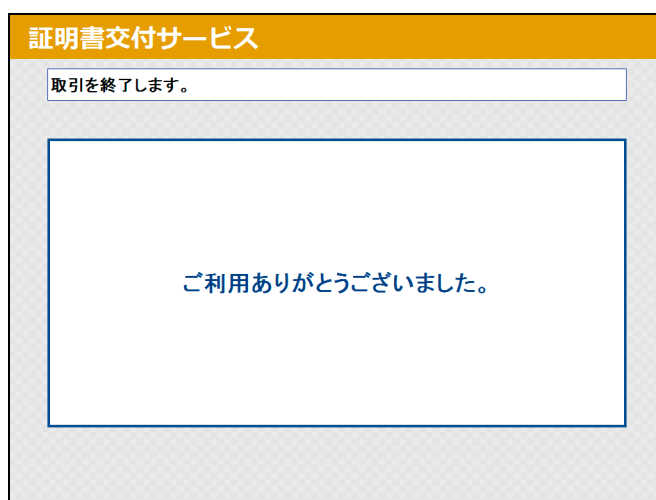 証明書交付サービス
取引を終了します。
ご利用ありがとうございました。